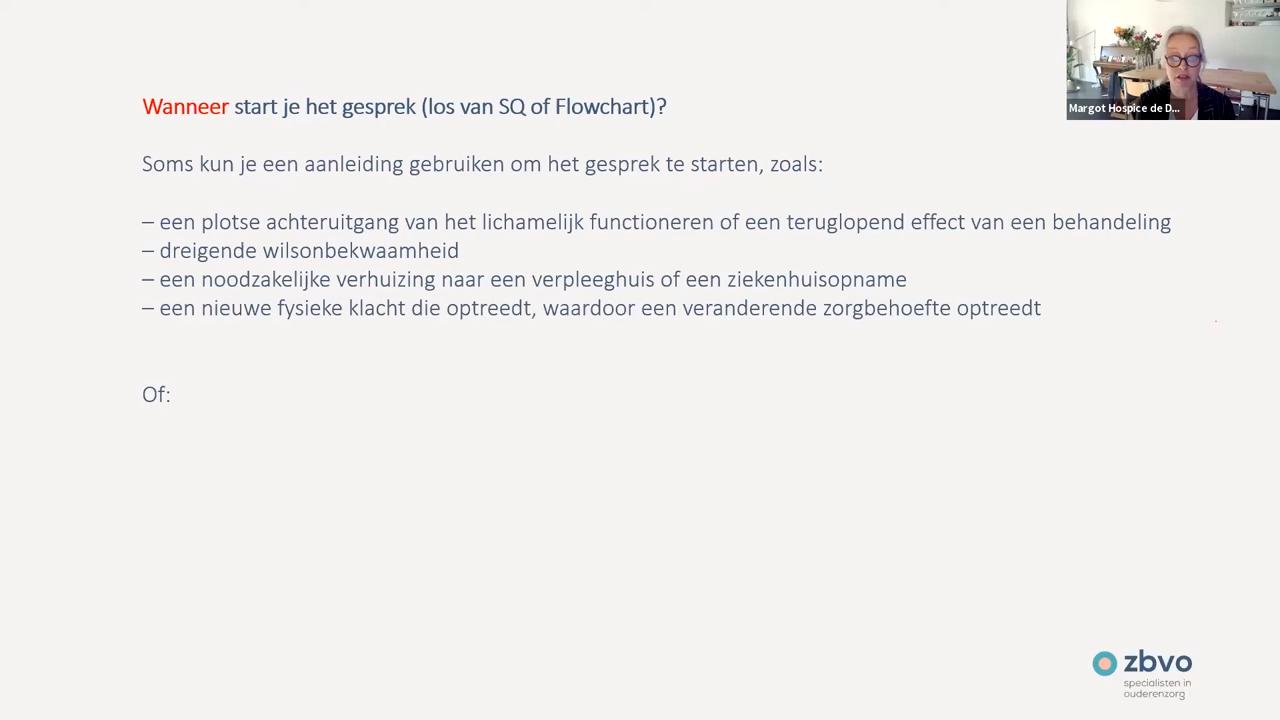 Margot Hospice de D...
Wanneer start je het gesprek (los van SQ of Flowchart)?
Soms kun je een aanleiding gebruiken om het gesprek te starten, zoals:
– een plotse achteruitgang van het lichamelijk functioneren of een teruglopend effect van een behandeling
– dreigende wilsonbekwaamheid
– een noodzakelijke verhuizing naar een verpleeghuis of een ziekenhuisopname
– een nieuwe fysieke klacht die optreedt, waardoor een veranderende zorgbehoefte optreedt
Of:
zbvo
specialisten in
ouderenzorg